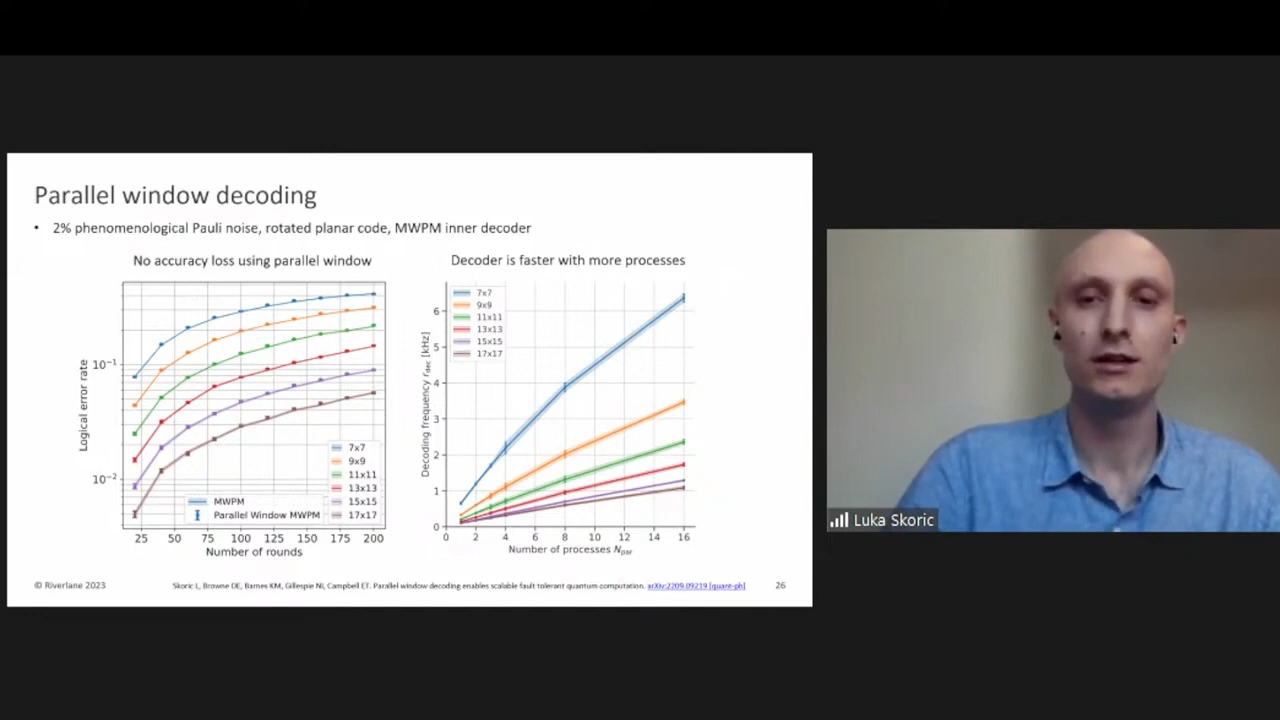 Parallel window decoding
• 2% phenomenological Pauli noise, rotated planar code, MWPM inner decoder
No accuracy loss using parallel window
Logical error rate
10⁻¹
10⁻²
MWPM
Parallel Window MWPM
7x7
9x9
11x11
13x13
15x15
17x17
25 50 75 100 125 150 175 200
Number of rounds
Decoder is faster with more processes
Decoding frequency r_dec [kHz]
7x7
9x9
11x11
13x13
15x15
17x17
6
5
4
3
2
1
0
0 2 4 6 8 10 12 14 16
Number of processes N_par
© Riverlane 2023
Skoric L, Browne DE, Barnes KM, Gillespie NI, Campbell ET. Parallel window decoding enables scalable fault tolerant quantum computation. arXiv:2209.09219 [quant-ph]
26
Luka Skoric